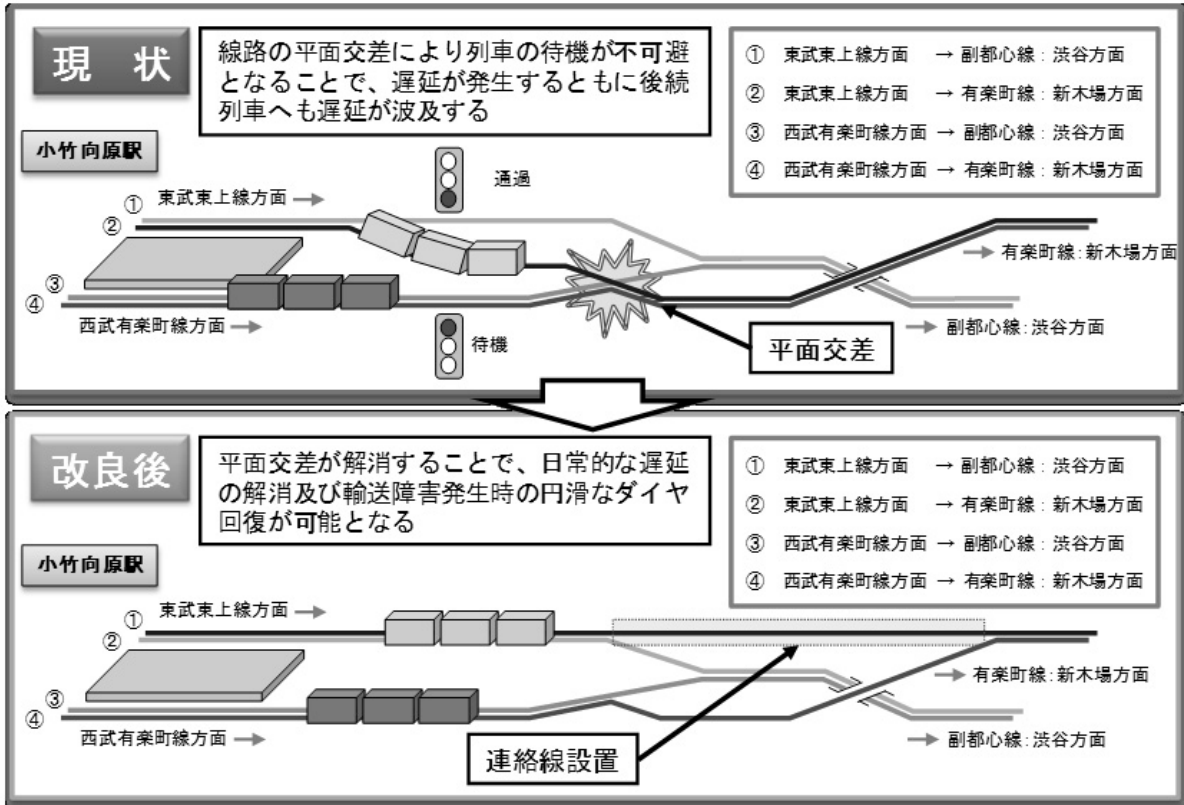 現 状
線路の平面交差により列車の待機が不可避
となることで、遅延が発生するともに後続
列車へも遅延が波及する
① 東武東上線方面 → 副都心線：渋谷方面
② 東武東上線方面 → 有楽町線：新木場方面
③ 西武有楽町線方面 → 副都心線：渋谷方面
④ 西武有楽町線方面 → 有楽町線：新木場方面
小竹向原駅
通過
① 東武東上線方面 →
②
→ 有楽町線：新木場方面
③
④
西武有楽町線方面 →
→ 副都心線：渋谷方面
待機
平面交差
改良後
平面交差が解消することで、日常的な遅延
の解消及び輸送障害発生時の円滑なダイヤ
回復が可能となる
① 東武東上線方面 → 副都心線：渋谷方面
② 東武東上線方面 → 有楽町線：新木場方面
③ 西武有楽町線方面 → 副都心線：渋谷方面
④ 西武有楽町線方面 → 有楽町線：新木場方面
小竹向原駅
① 東武東上線方面 →
②
→ 有楽町線：新木場方面
③
④
西武有楽町線方面 →
→ 副都心線：渋谷方面
連絡線設置